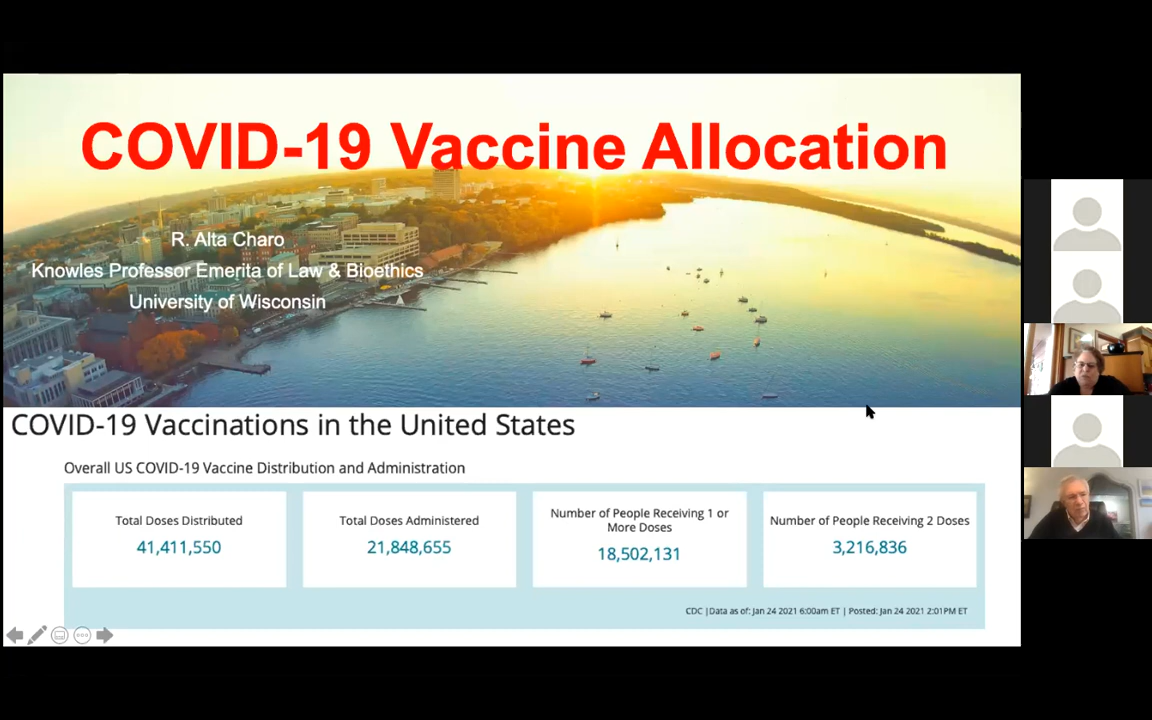 COVID-19 Vaccine Allocation
R. Alta Charo
Knowles Professor Emerita of Law & Bioethics
University of Wisconsin
COVID-19 Vaccinations in the United States
Overall US COVID-19 Vaccine Distribution and Administration
Total Doses Distributed
41,411,550
Total Doses Administered
21,848,655
Number of People Receiving 1 or
More Doses
18,502,131
Number of People Receiving 2 Doses
3,216,836
CDC |Data as of: Jan 24 2021 6:00am ET | Posted: Jan 24 2021 2:01PM ET